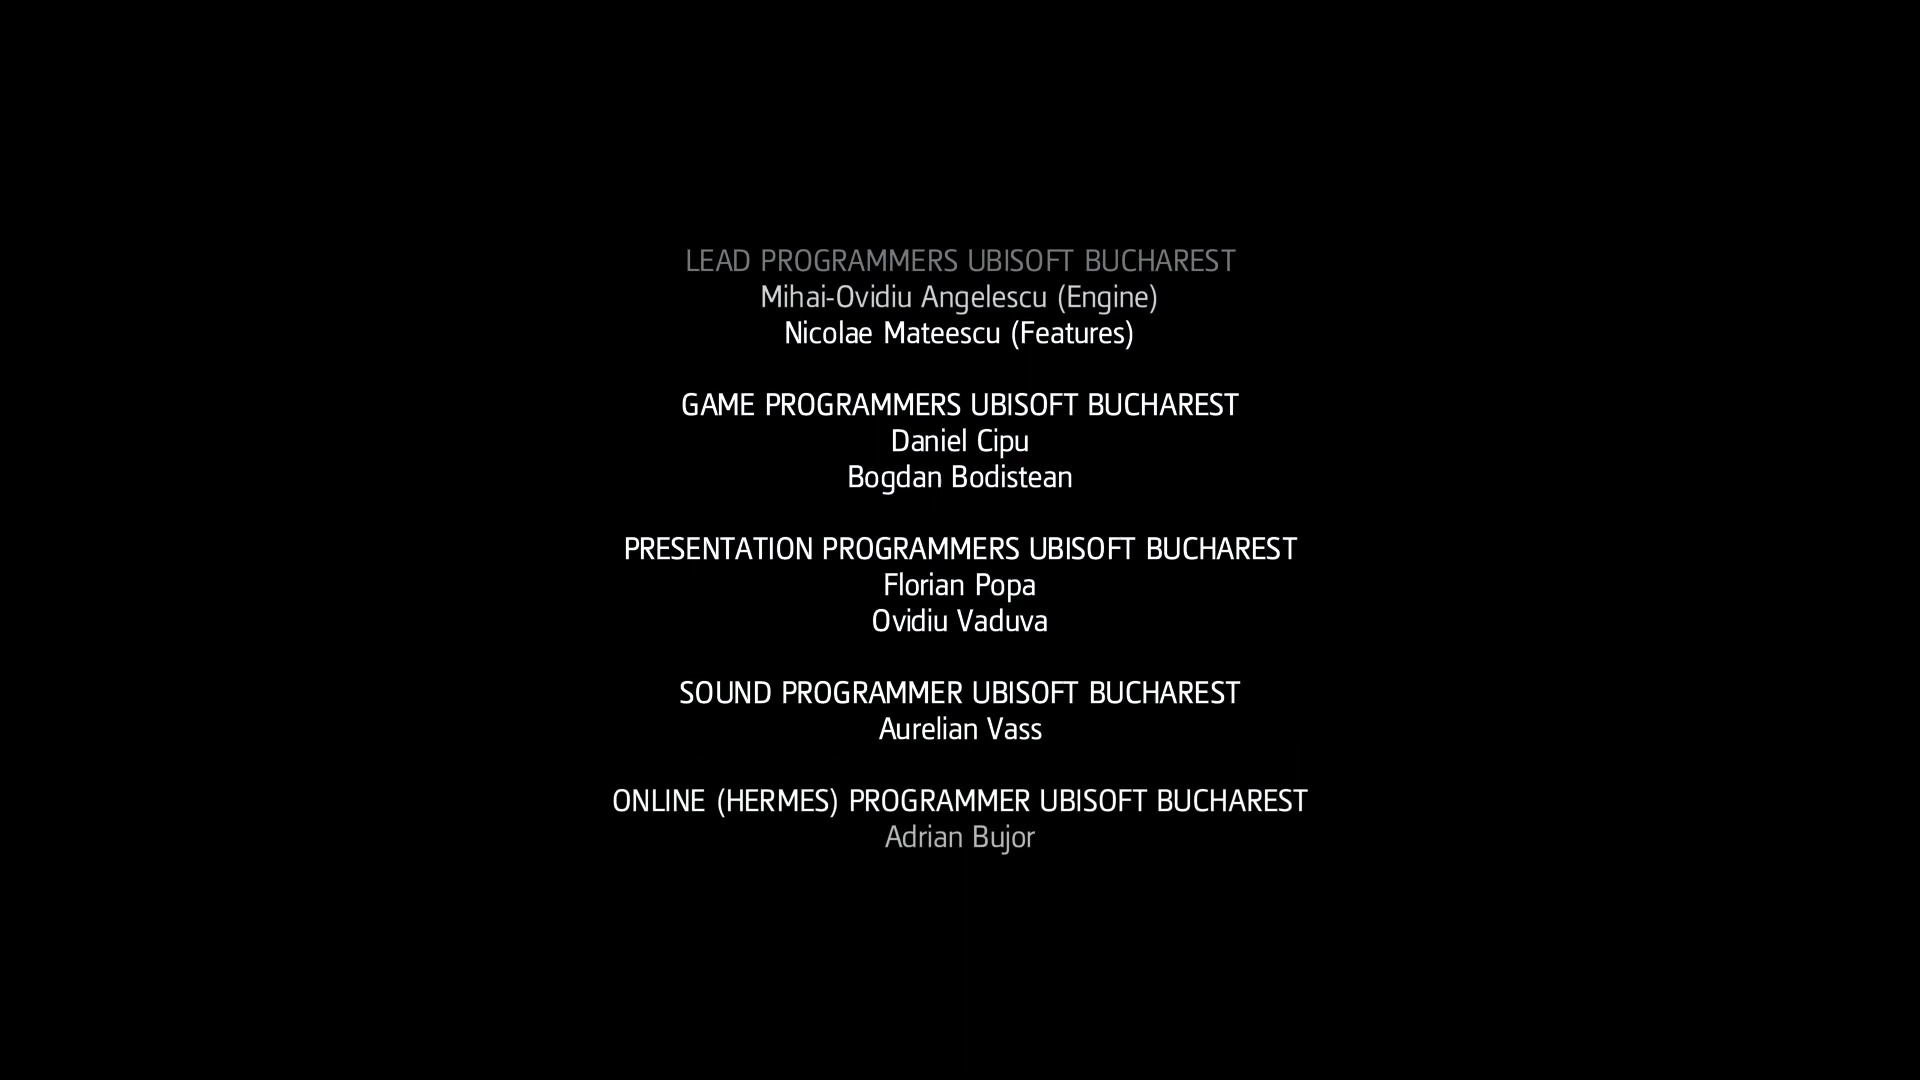 LEAD PROGRAMMERS UBISOFT BUCHAREST
Mihai-Ovidiu Angelescu (Engine)
Nicolae Mateescu (Features)
GAME PROGRAMMERS UBISOFT BUCHAREST
Daniel Cipu
Bogdan Bodistean
PRESENTATION PROGRAMMERS UBISOFT BUCHAREST
Florian Popa
Ovidiu Vaduva
SOUND PROGRAMMER UBISOFT BUCHAREST
Aurelian Vass
ONLINE (HERMES) PROGRAMMER UBISOFT BUCHAREST
Adrian Bujor